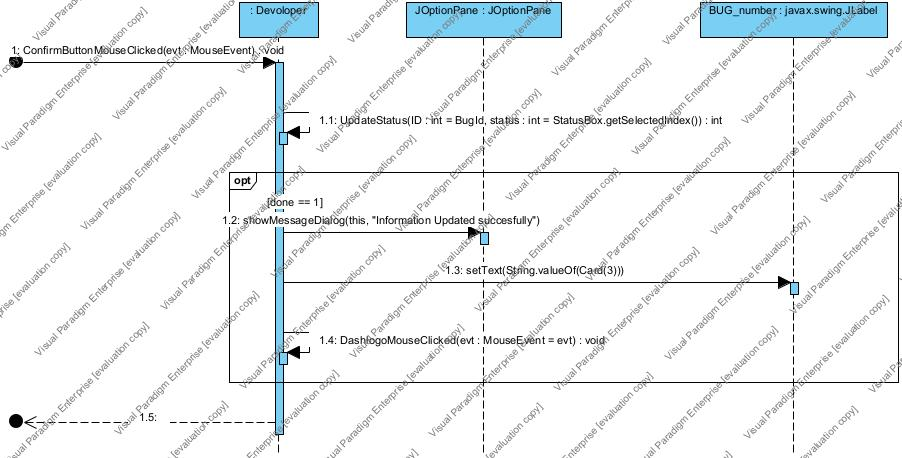 : Devoloper
JOptionPane : JOptionPane
BUG_number : javax.swing.JLabel
1: ConfirmButtonMouseClicked(evt : MouseEvent) : void
1.1: UpdateStatus(ID : int = BugId, status : int = StatusBox.getSelectedIndex()) : int
opt
[done == 1]
1.2: showMessageDialog(this, "Information Updated succesfully")
1.3: setText(String.valueOf(Card(3)))
1.4: DashlogoMouseClicked(evt : MouseEvent = evt) : void
1.5:
Visual Paradigm Enterprise [evaluation copy]